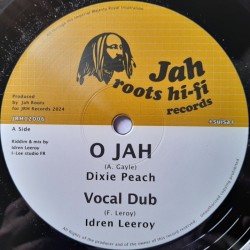 Jah
roots hi-fi
records
Produced
by Jah Roots
for JRH Records 2024
A Side
Riddim & mix by
Idren Leeroy
I-Lee studio FR
O JAH
(A. Gayle)
Dixie Peach
Vocal Dub
(F. Leroy)
Idren Leeroy